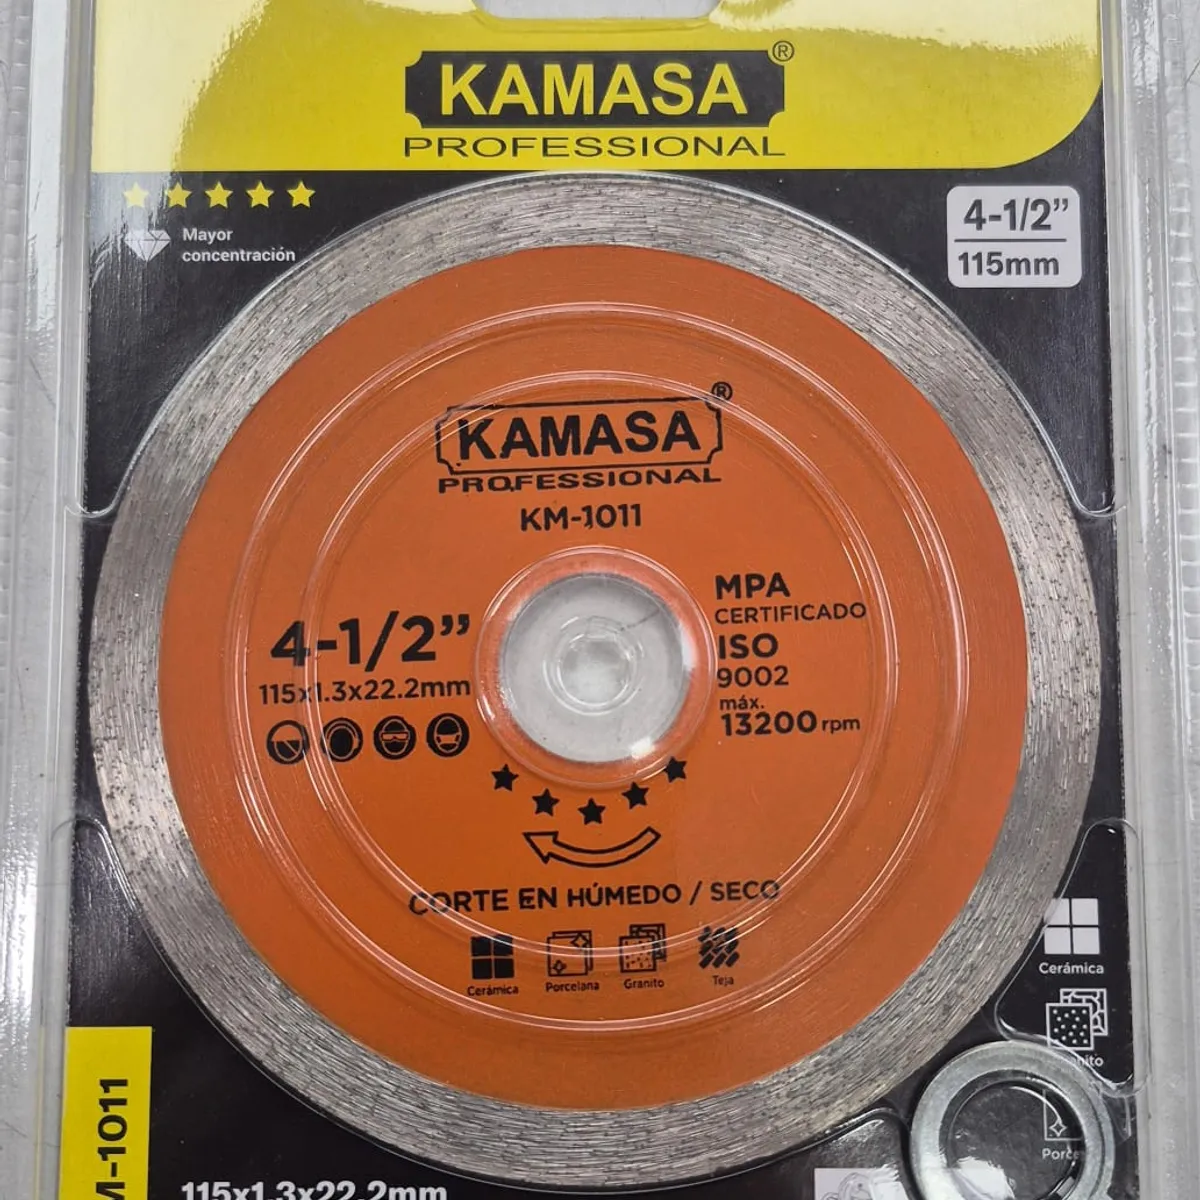 KAMASA®
PROFESSIONAL
Mayor
concentración
4-1/2"
115mm
KAMASA®
PROFESSIONAL
KM-1011
4-1/2"
115x1.3x22.2mm
MPA
CERTIFICADO
ISO
9002
máx.
13200 rpm
CORTE EN HÚMEDO / SECO
Cerámica Porcelana Granito Teja
Cerámica
M-1011
115x1.3x22.2mm